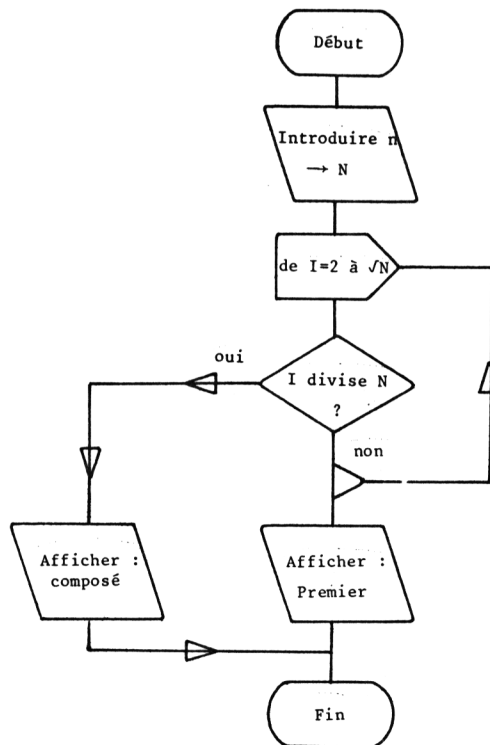 Début
Introduire n
→ N
de I=2 à √N
oui
I divise N
?
non
Afficher :
composé
Afficher :
Premier
Fin